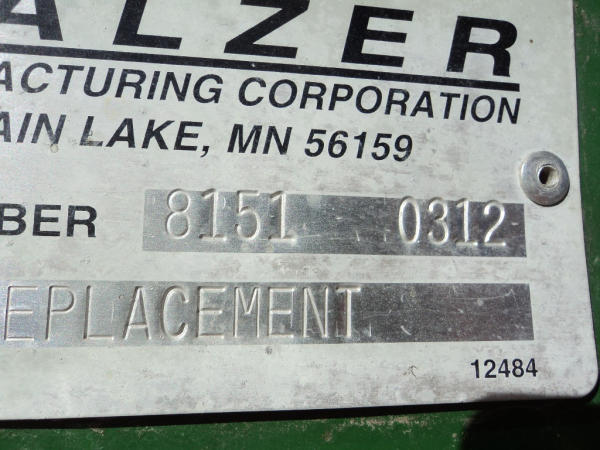 ALZER
ACTURING CORPORATION
AIN LAKE, MN 56159
BER 8151 0312
EPLACEMENT
12484